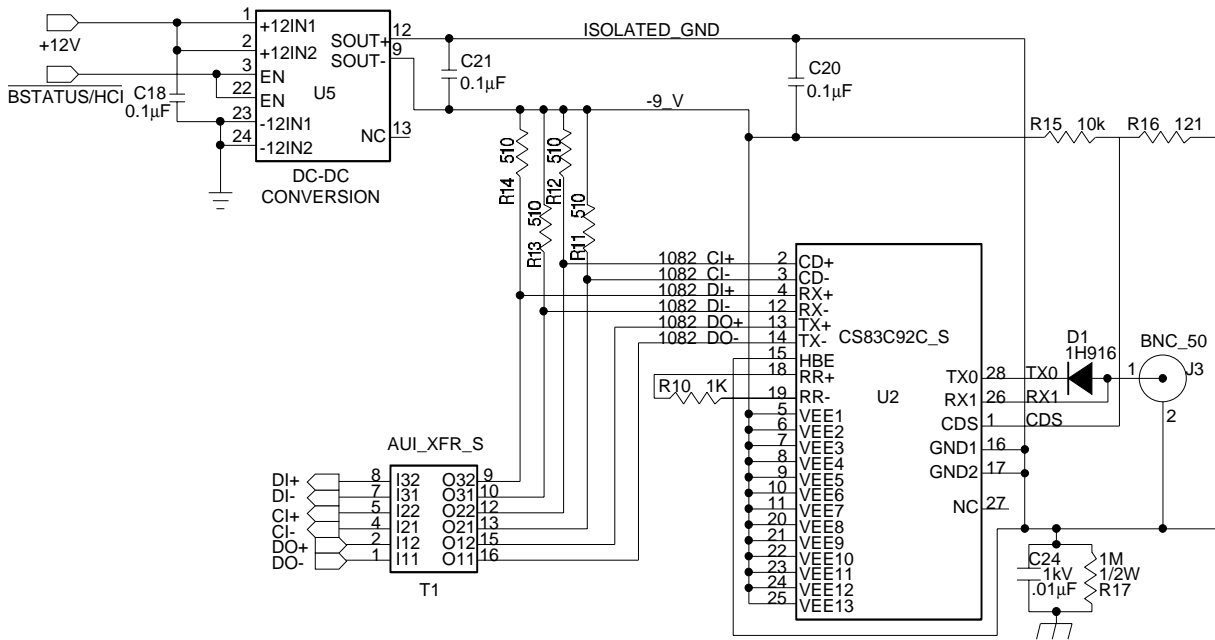 +12V
BSTATUS/HCI
C18
0.1µF
1 +12IN1
2 +12IN2
3 EN
22 EN
23 -12IN1
24 -12IN2
U5
SOUT+ 12
SOUT- 9
NC 13
DC-DC
CONVERSION
ISOLATED_GND
C21
0.1µF
C20
0.1µF
-9_V
R15 10k
R16 121
R14 510
R13 510
R12 510
R11 510
1082 CI+ 2 CD+
1082 CI- 3 CD-
1082 DI+ 4 RX+
1082 DI- 12 RX-
1082 DO+ 13 TX+
1082 DO- 14 TX-
15 HBE
18 RR+
R10 1K
19 RR-
5 VEE1
6 VEE2
7 VEE3
8 VEE4
9 VEE5
10 VEE6
11 VEE7
20 VEE8
21 VEE9
22 VEE10
23 VEE11
24 VEE12
25 VEE13
CS83C92C_S
U2
TX0 28 TX0
RX1 26 RX1
CDS 1 CDS
GND1 16
GND2 17
NC 27
D1
1H916
BNC_50
J3
1
2
C24
1kV
.01µF
1M
1/2W
R17
AUI_XFR_S
DI+ 8 I32 O32 9
DI- 7 I31 O31 10
CI+ 5 I22 O22 12
CI- 4 I21 O21 13
DO+ 2 I12 O12 15
DO- 1 I11 O11 16
T1